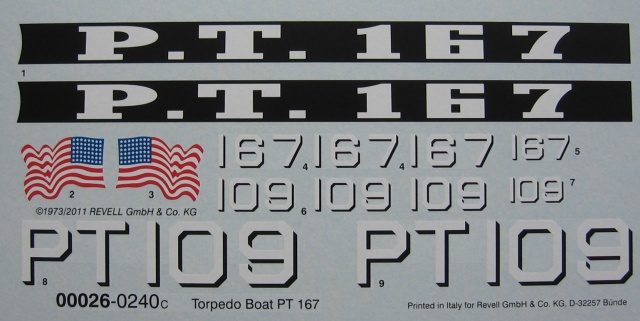 P.T. 167
1
P.T. 167
167 4 167 4 167 167 5
2 3
109 6 109 109 109 7
©1973/2011 REVELL GmbH & Co. KG
PT109 PT109
8 9
00026-0240C Torpedo Boat PT 167 Printed in Italy for Revell GmbH & Co. KG, D-32257 Bünde